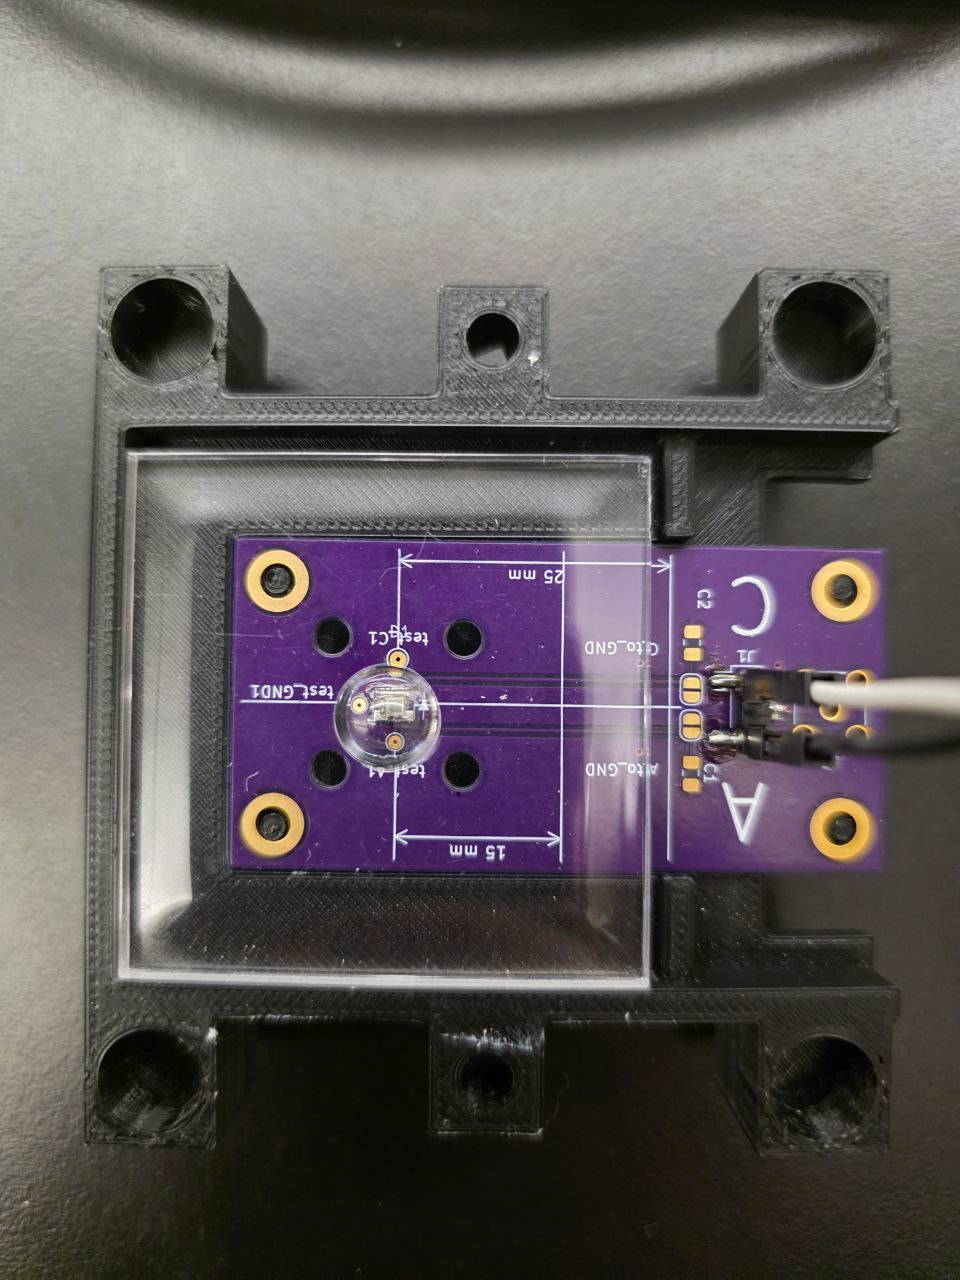 25 mm
C2
C
test_C1
C_to_GND
J1
test_GND1
test_A1
A_to_GND
C1
A
15 mm